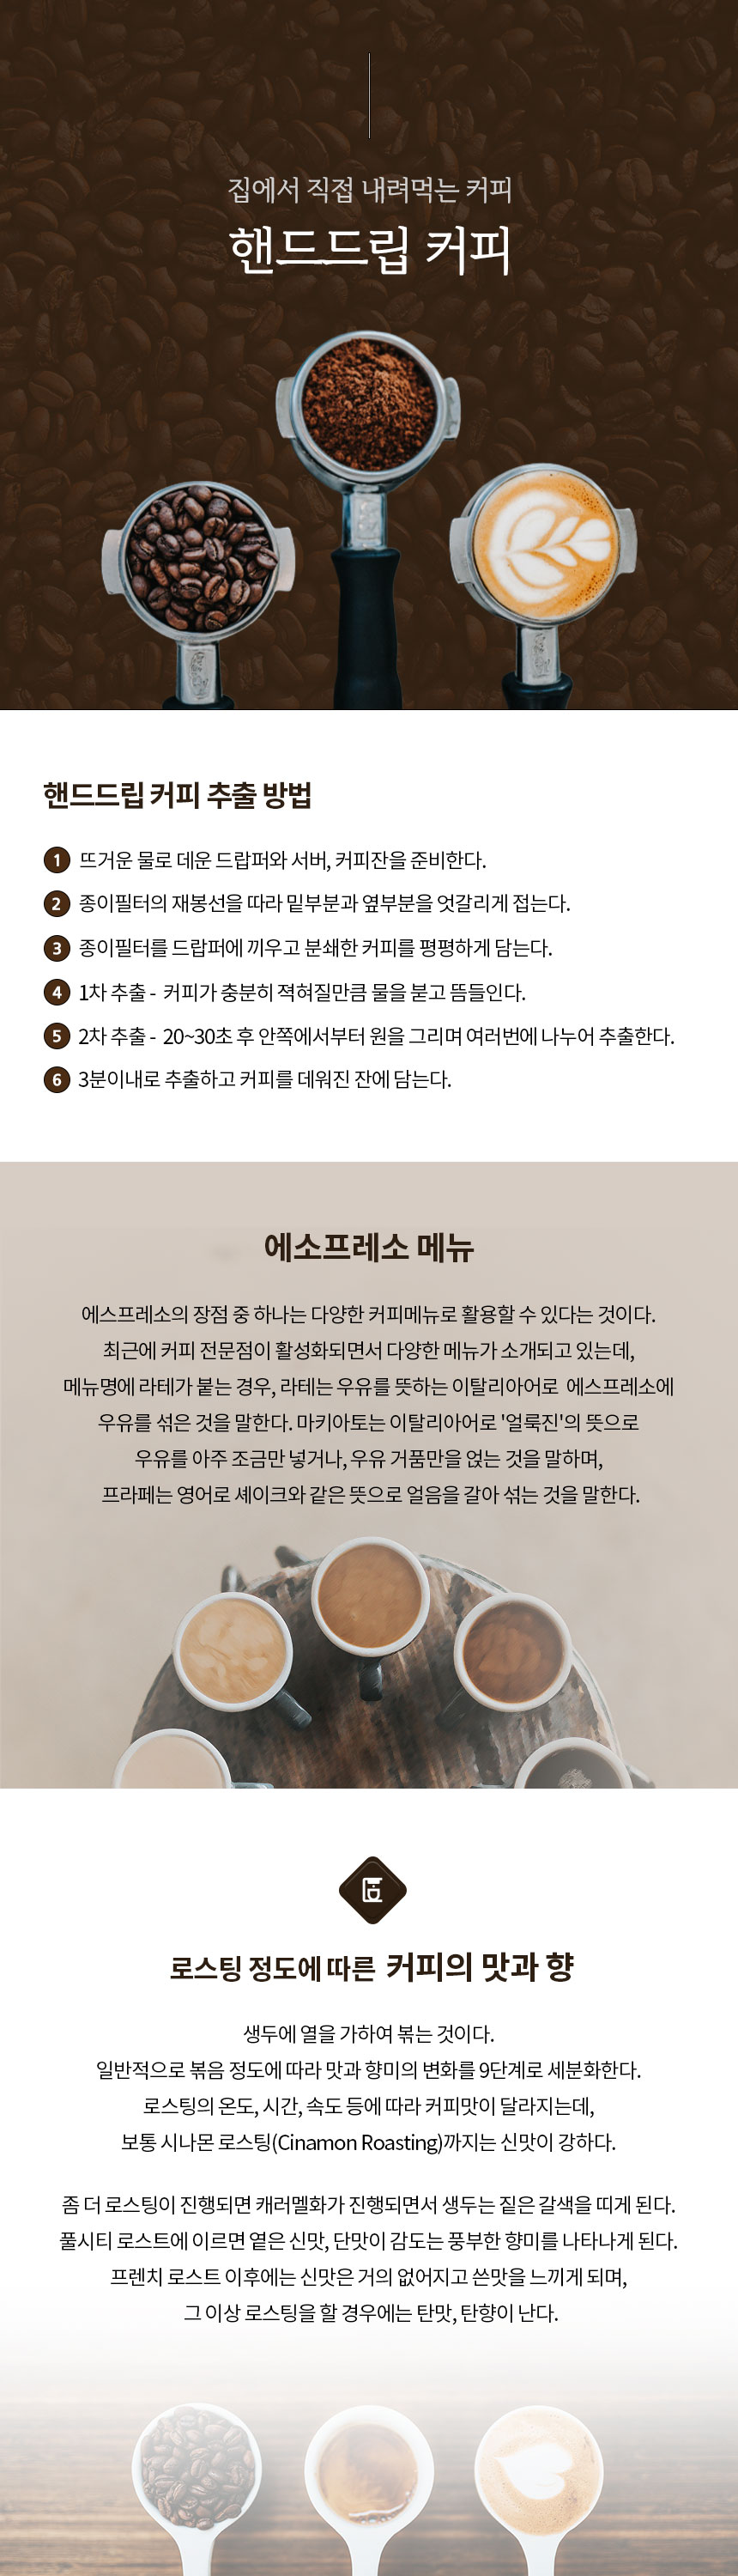 집에서 직접 내려먹는 커피
핸드드립 커피
핸드드립 커피 추출 방법
1 뜨거운 물로 데운 드랍퍼와 서버, 커피잔을 준비한다.
2 종이필터의 재봉선을 따라 밑부분과 옆부분을 엇갈리게 접는다.
3 종이필터를 드랍퍼에 끼우고 분쇄한 커피를 평평하게 담는다.
4 1차 추출 - 커피가 충분히 젹혀질만큼 물을 붇고 뜸들인다.
5 2차 추출 - 20~30초 후 안쪽에서부터 원을 그리며 여러번에 나누어 추출한다.
6 3분이내로 추출하고 커피를 데워진 잔에 담는다.
에소프레소 메뉴
에스프레소의 장점 중 하나는 다양한 커피메뉴로 활용할 수 있다는 것이다.
최근에 커피 전문점이 활성화되면서 다양한 메뉴가 소개되고 있는데,
메뉴명에 라테가 붙는 경우, 라테는 우유를 뜻하는 이탈리아어로 에스프레소에
우유를 섞은 것을 말한다. 마키아토는 이탈리아어로 '얼룩진'의 뜻으로
우유를 아주 조금만 넣거나, 우유 거품만을 얹는 것을 말하며,
프라페는 영어로 셰이크와 같은 뜻으로 얼음을 갈아 섞는 것을 말한다.
로스팅 정도에 따른 커피의 맛과 향
생두에 열을 가하여 볶는 것이다.
일반적으로 볶음 정도에 따라 맛과 향미의 변화를 9단계로 세분화한다.
로스팅의 온도, 시간, 속도 등에 따라 커피맛이 달라지는데,
보통 시나몬 로스팅(Cinamon Roasting)까지는 신맛이 강하다.
좀 더 로스팅이 진행되면 캐러멜화가 진행되면서 생두는 짙은 갈색을 띠게 된다.
풀시티 로스트에 이르면 옅은 신맛, 단맛이 감도는 풍부한 향미를 나타나게 된다.
프렌치 로스트 이후에는 신맛은 거의 없어지고 쓴맛을 느끼게 되며,
그 이상 로스팅을 할 경우에는 탄맛, 탄향이 난다.